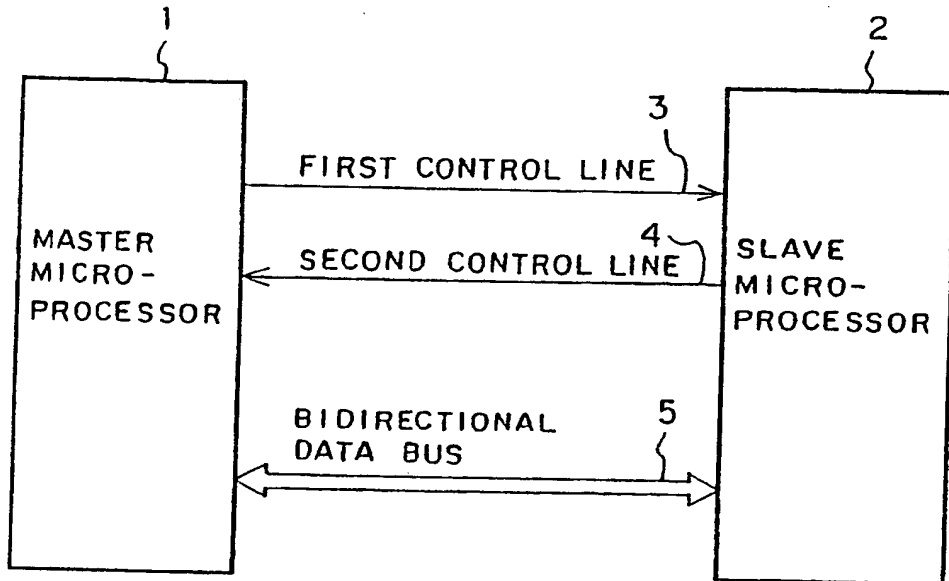 1
2
3
FIRST CONTROL LINE
4
MASTER
MICRO-
PROCESSOR
SECOND CONTROL LINE
SLAVE
MICRO-
PROCESSOR
BIDIRECTIONAL
DATA BUS
5